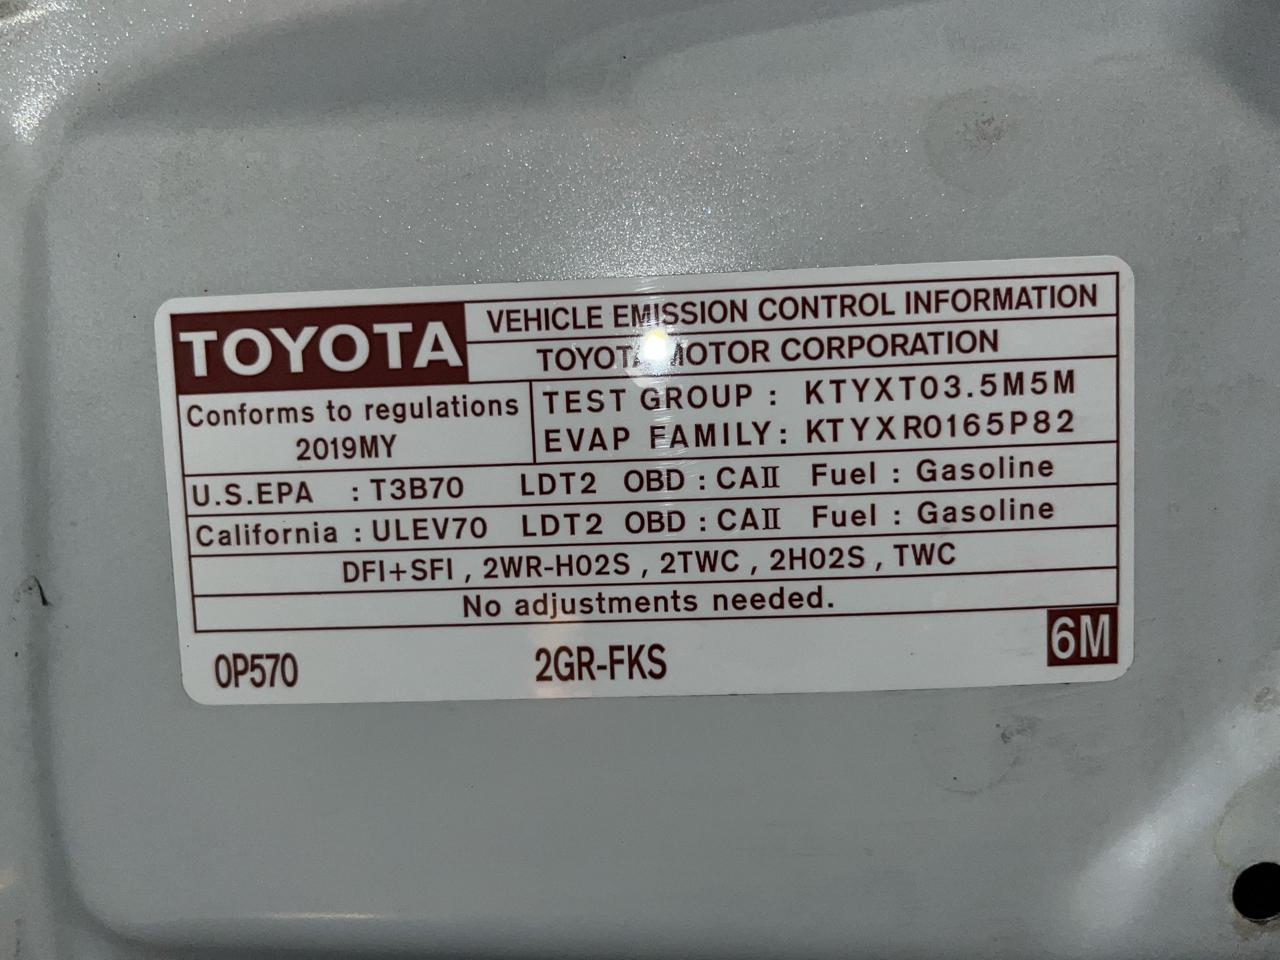 TOYOTA
VEHICLE EMISSION CONTROL INFORMATION
TOYOTA MOTOR CORPORATION
Conforms to regulations
2019MY
TEST GROUP : KTYXT03.5M5M
EVAP FAMILY : KTYXR0165P82
U.S.EPA : T3B70 LDT2 OBD : CAII Fuel : Gasoline
California : ULEV70 LDT2 OBD : CAII Fuel : Gasoline
DFI+SFI , 2WR-HO2S , 2TWC , 2HO2S , TWC
No adjustments needed.
0P570 2GR-FKS 6M